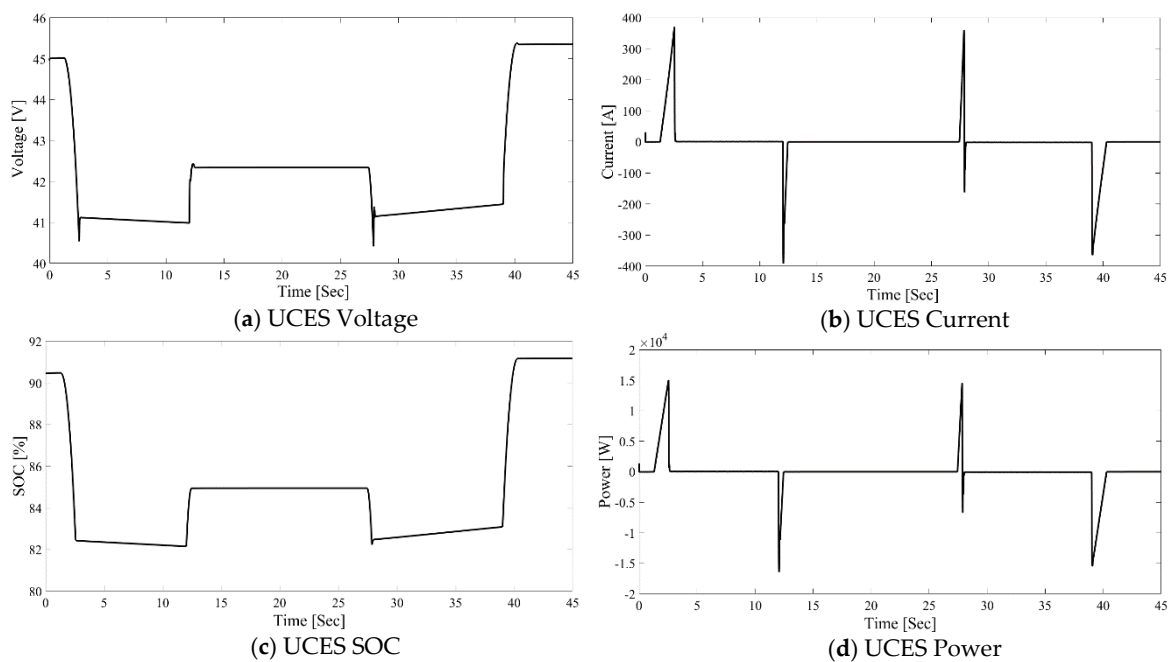 46
45
44
43
42
41
40
Voltage [V]
0 5 10 15 20 25 30 35 40 45
Time [Sec]
(a) UCES Voltage
400
300
200
100
0
-100
-200
-300
-400
Current [A]
0 5 10 15 20 25 30 35 40 45
Time [Sec]
(b) UCES Current
92
90
88
86
84
82
80
SOC [%]
0 5 10 15 20 25 30 35 40 45
Time [Sec]
(c) UCES SOC
×10⁴
2
1.5
1
0.5
0
-0.5
-1
-1.5
-2
Power [W]
0 5 10 15 20 25 30 35 40 45
Time [Sec]
(d) UCES Power